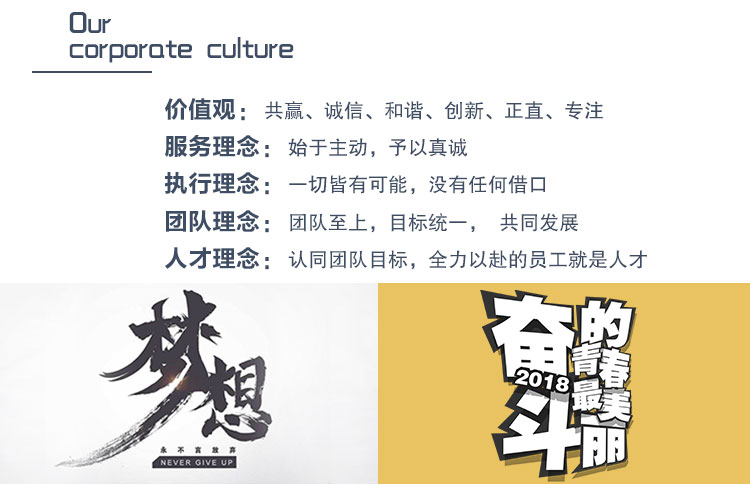 Our
corporate culture
价值观：共赢、诚信、和谐、创新、正直、专注
服务理念：始于主动，予以真诚
执行理念：一切皆有可能，没有任何借口
团队理念：团队至上，目标统一， 共同发展
人才理念：认同团队目标，全力以赴的员工就是人才
梦想
永不言放弃
NEVER GIVE UP
奋斗的
2018
青春
最美丽